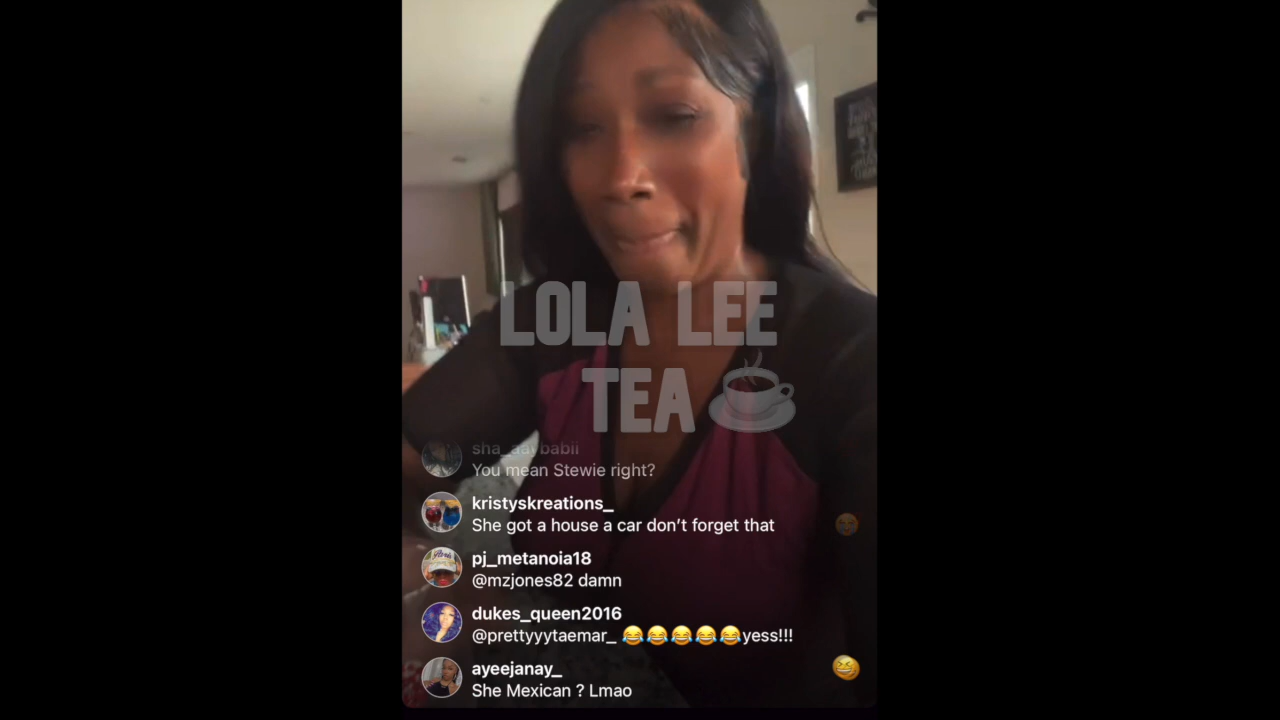 LOLA LEE
TEA
You mean Stewie right?
kristyskreations_
She got a house a car don’t forget that
pj_metanoia18
@mzjones82 damn
dukes_queen2016
@prettyyytaemar_ 😂😂😂😂😂yess!!!
ayeejanay_
She Mexican ? Lmao